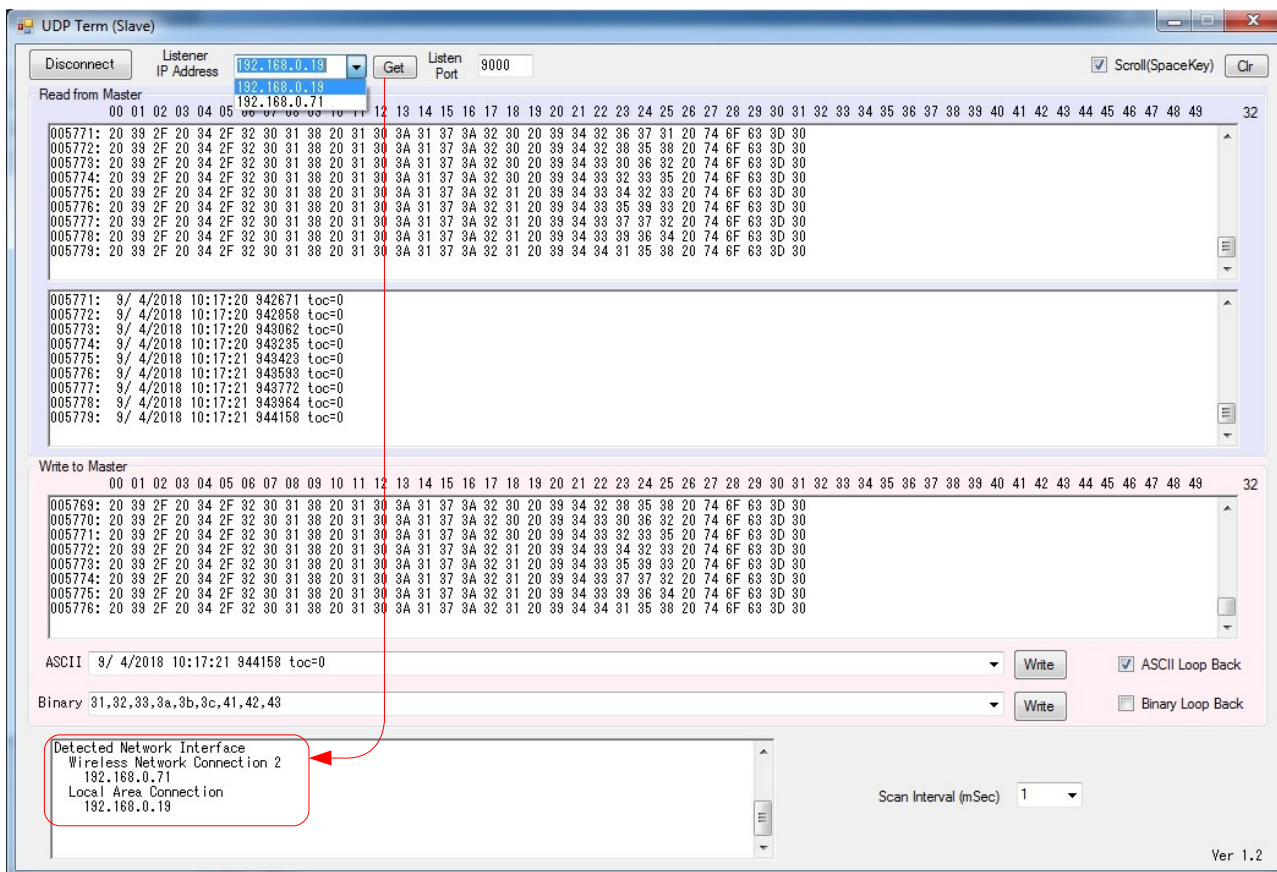 UDP Term (Slave)
Disconnect Listener IP Address 192.168.0.19 Get Listen Port 9000 Scroll(SpaceKey) Clr
192.168.0.19
192.168.0.71
Read from Master
00 01 02 03 04 05 06 07 08 09 10 11 12 13 14 15 16 17 18 19 20 21 22 23 24 25 26 27 28 29 30 31 32 33 34 35 36 37 38 39 40 41 42 43 44 45 46 47 48 49 32
005771: 20 39 2F 20 34 2F 32 30 31 38 20 31 30 3A 31 37 3A 32 30 20 39 34 32 36 37 31 20 74 6F 63 3D 30
005772: 20 39 2F 20 34 2F 32 30 31 38 20 31 30 3A 31 37 3A 32 30 20 39 34 32 38 35 38 20 74 6F 63 3D 30
005773: 20 39 2F 20 34 2F 32 30 31 38 20 31 30 3A 31 37 3A 32 30 20 39 34 33 30 36 32 20 74 6F 63 3D 30
005774: 20 39 2F 20 34 2F 32 30 31 38 20 31 30 3A 31 37 3A 32 30 20 39 34 33 32 33 35 20 74 6F 63 3D 30
005775: 20 39 2F 20 34 2F 32 30 31 38 20 31 30 3A 31 37 3A 32 31 20 39 34 33 34 32 33 20 74 6F 63 3D 30
005776: 20 39 2F 20 34 2F 32 30 31 38 20 31 30 3A 31 37 3A 32 31 20 39 34 33 35 39 33 20 74 6F 63 3D 30
005777: 20 39 2F 20 34 2F 32 30 31 38 20 31 30 3A 31 37 3A 32 31 20 39 34 33 37 37 32 20 74 6F 63 3D 30
005778: 20 39 2F 20 34 2F 32 30 31 38 20 31 30 3A 31 37 3A 32 31 20 39 34 33 39 36 34 20 74 6F 63 3D 30
005779: 20 39 2F 20 34 2F 32 30 31 38 20 31 30 3A 31 37 3A 32 31 20 39 34 34 31 35 38 20 74 6F 63 3D 30
005771: 9/ 4/2018 10:17:20 942671 toc=0
005772: 9/ 4/2018 10:17:20 942858 toc=0
005773: 9/ 4/2018 10:17:20 943062 toc=0
005774: 9/ 4/2018 10:17:20 943235 toc=0
005775: 9/ 4/2018 10:17:21 943423 toc=0
005776: 9/ 4/2018 10:17:21 943593 toc=0
005777: 9/ 4/2018 10:17:21 943772 toc=0
005778: 9/ 4/2018 10:17:21 943964 toc=0
005779: 9/ 4/2018 10:17:21 944158 toc=0
Write to Master
00 01 02 03 04 05 06 07 08 09 10 11 12 13 14 15 16 17 18 19 20 21 22 23 24 25 26 27 28 29 30 31 32 33 34 35 36 37 38 39 40 41 42 43 44 45 46 47 48 49 32
005769: 20 39 2F 20 34 2F 32 30 31 38 20 31 30 3A 31 37 3A 32 30 20 39 34 32 38 35 38 20 74 6F 63 3D 30
005770: 20 39 2F 20 34 2F 32 30 31 38 20 31 30 3A 31 37 3A 32 30 20 39 34 33 30 36 32 20 74 6F 63 3D 30
005771: 20 39 2F 20 34 2F 32 30 31 38 20 31 30 3A 31 37 3A 32 30 20 39 34 33 32 33 35 20 74 6F 63 3D 30
005772: 20 39 2F 20 34 2F 32 30 31 38 20 31 30 3A 31 37 3A 32 31 20 39 34 33 34 32 33 20 74 6F 63 3D 30
005773: 20 39 2F 20 34 2F 32 30 31 38 20 31 30 3A 31 37 3A 32 31 20 39 34 33 35 39 33 20 74 6F 63 3D 30
005774: 20 39 2F 20 34 2F 32 30 31 38 20 31 30 3A 31 37 3A 32 31 20 39 34 33 37 37 32 20 74 6F 63 3D 30
005775: 20 39 2F 20 34 2F 32 30 31 38 20 31 30 3A 31 37 3A 32 31 20 39 34 33 39 36 34 20 74 6F 63 3D 30
005776: 20 39 2F 20 34 2F 32 30 31 38 20 31 30 3A 31 37 3A 32 31 20 39 34 34 31 35 38 20 74 6F 63 3D 30
ASCII 9/ 4/2018 10:17:21 944158 toc=0 Write ASCII Loop Back
Binary 31,32,33,3a,3b,3c,41,42,43 Write Binary Loop Back
Detected Network Interface
Wireless Network Connection 2
192.168.0.71
Local Area Connection
192.168.0.19
Scan Interval (mSec) 1
Ver 1.2